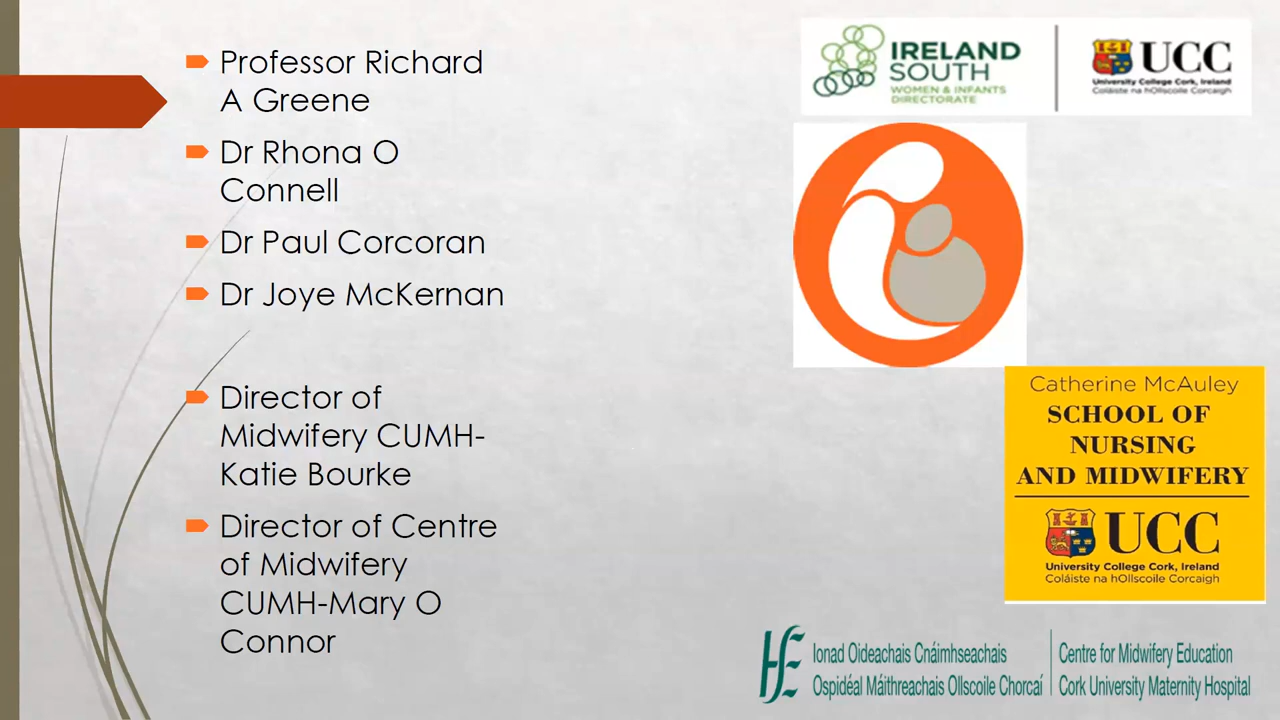 Professor Richard
A Greene
Dr Rhona O
Connell
Dr Paul Corcoran
Dr Joye McKernan
Director of
Midwifery CUMH-
Katie Bourke
Director of Centre
of Midwifery
CUMH-Mary O
Connor
IRELAND
SOUTH
WOMEN & INFANTS
DIRECTORATE
UCC
University College Cork, Ireland
Coláiste na hOllscoile Corcaigh
Catherine McAuley
SCHOOL OF
NURSING
AND MIDWIFERY
UCC
University College Cork, Ireland
Coláiste na hOllscoile Corcaigh
Ionad Oideachais Cnáimhseachais
Ospidéal Máithreachais Ollscoile Chorcaí
Centre for Midwifery Education
Cork University Maternity Hospital